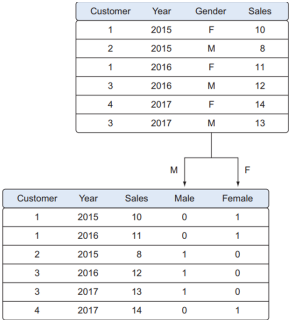 Customer Year Gender Sales
1 2015 F 10
2 2015 M 8
1 2016 F 11
3 2016 M 12
4 2017 F 14
3 2017 M 13
M F
Customer Year Sales Male Female
1 2015 10 0 1
1 2016 11 0 1
2 2015 8 1 0
3 2016 12 1 0
3 2017 13 1 0
4 2017 14 0 1